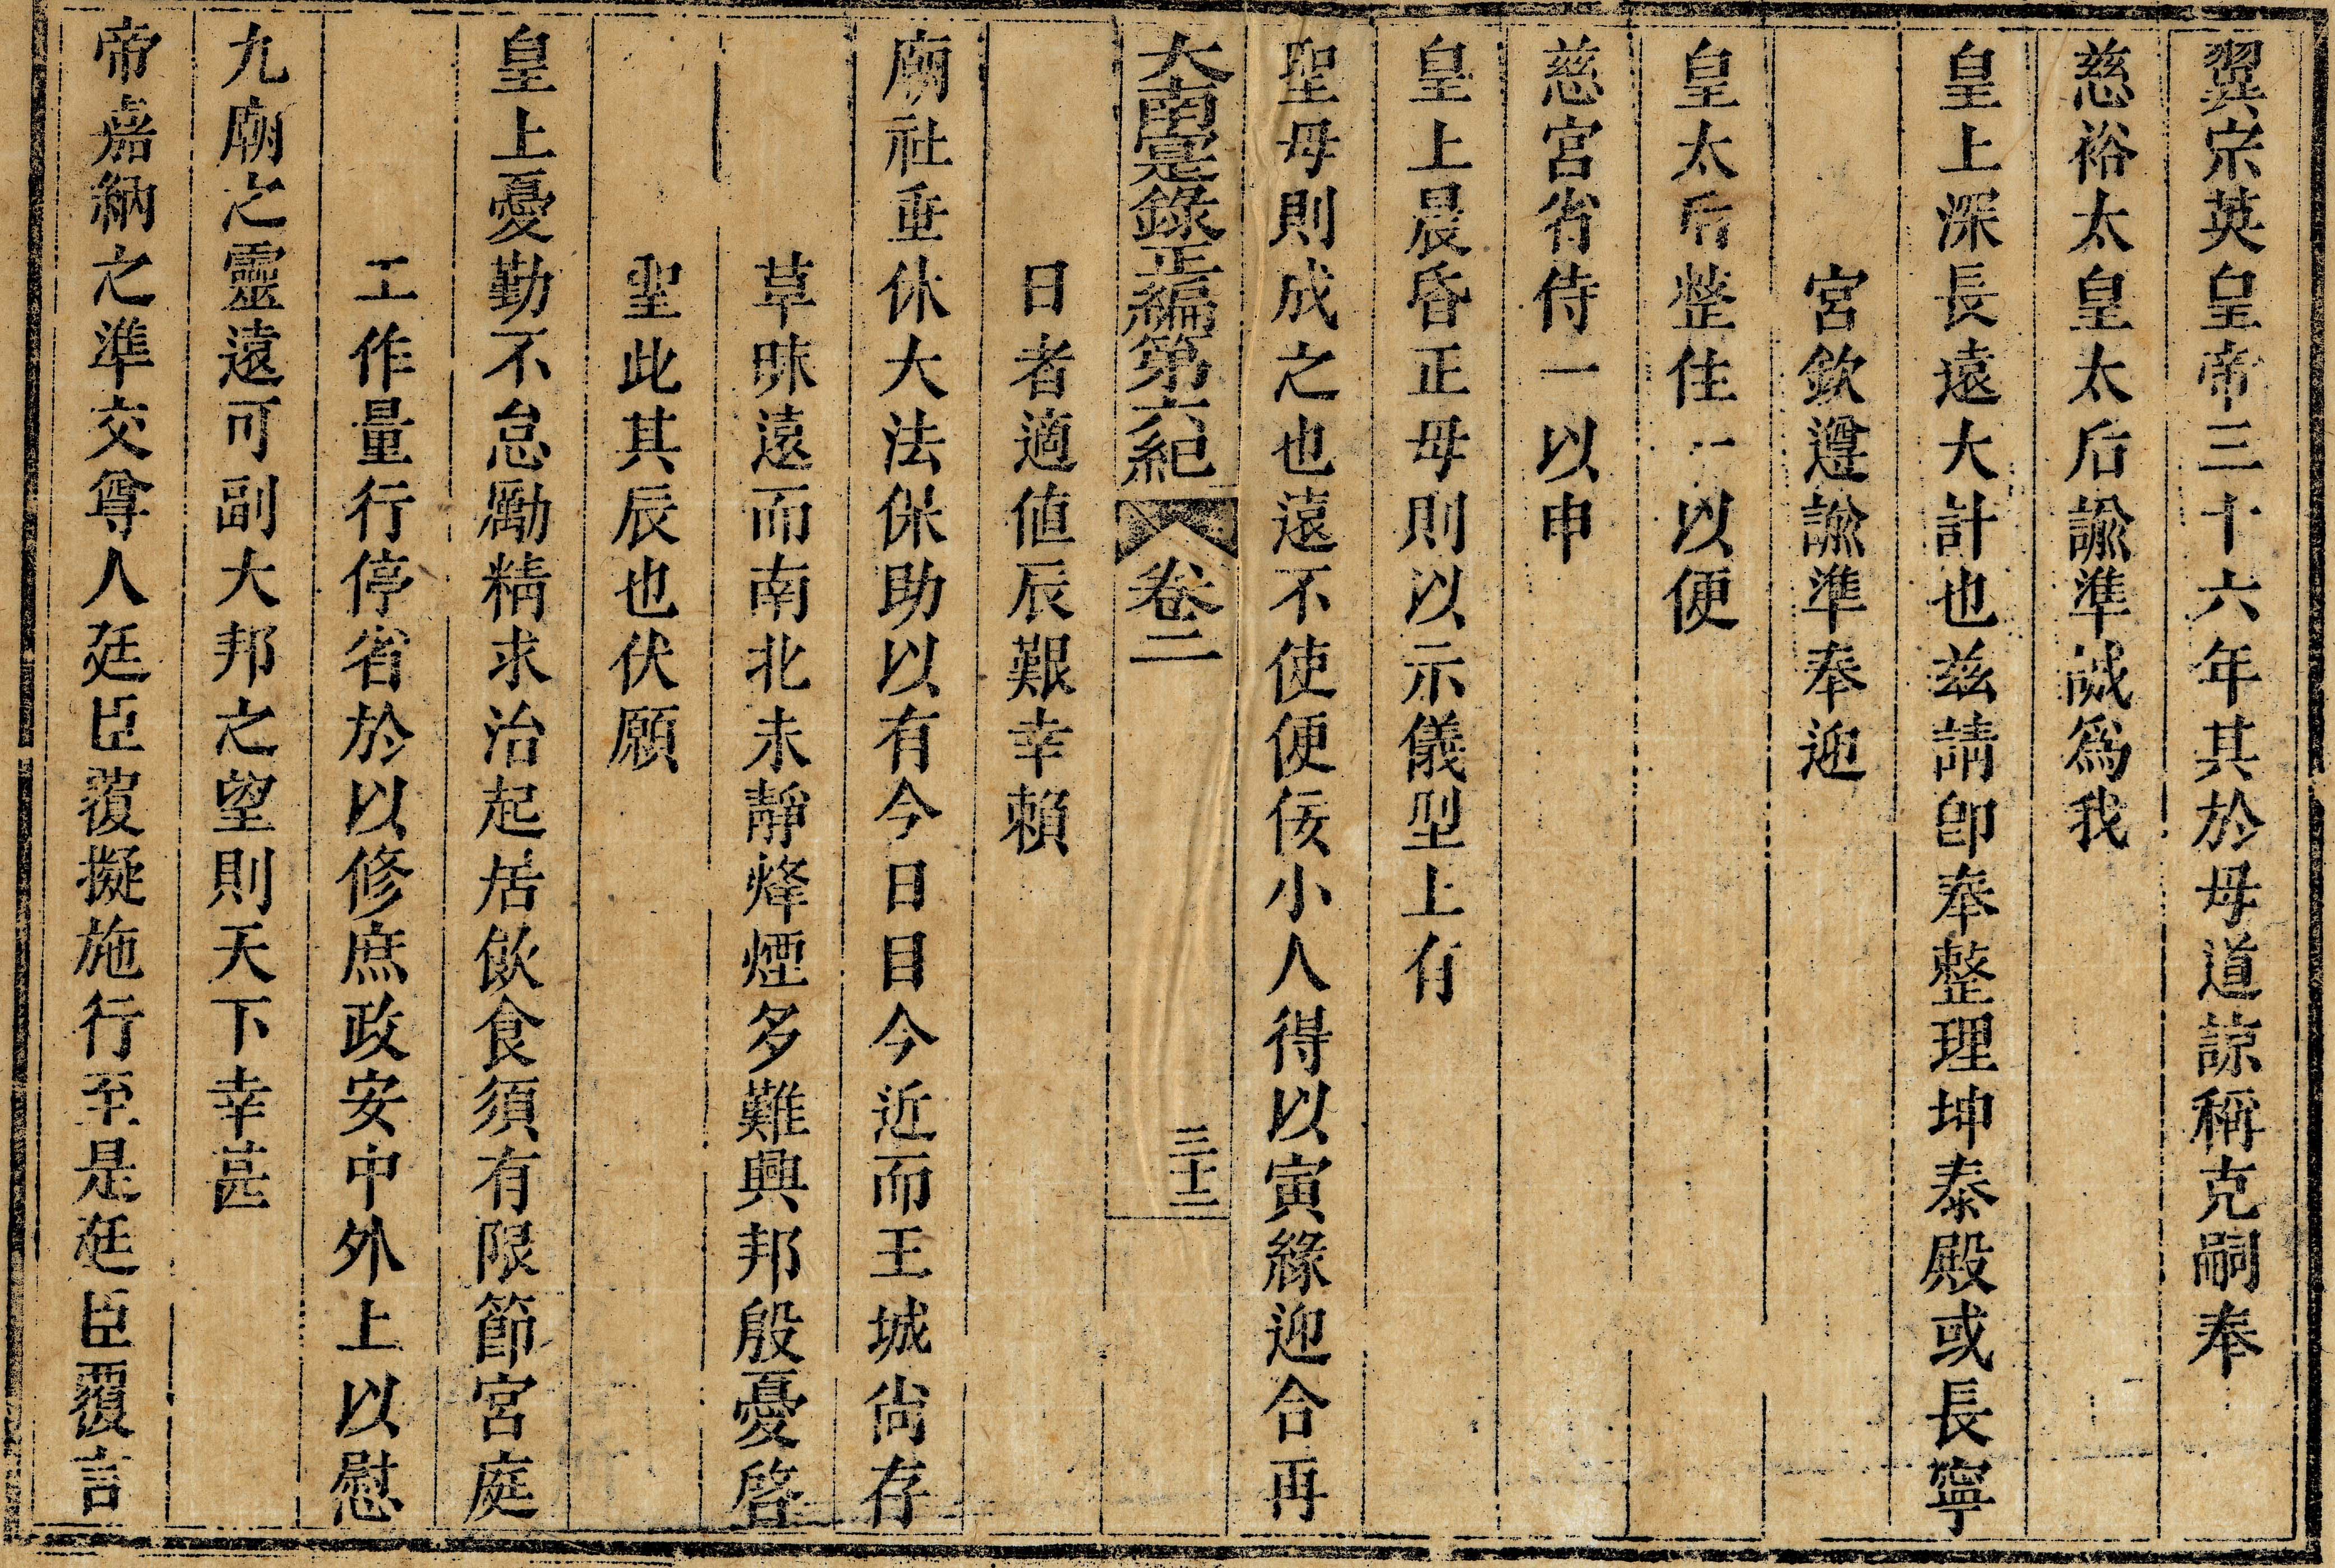 翼宗英皇帝三十六年其於母道諒稱克嗣奉
慈裕太皇太后諭準誠爲我
皇上深長遠大計也兹請卽奉整理坤泰殿或長寧
宮欽遵諭準奉迎
皇太后整住一以便
慈宮省侍一以申
皇上晨昏正母則以示儀型上有
聖母則成之也遠不使便佞小人得以寅緣迎合再
大南寔錄正編第六紀 卷二 三十二
日者適値辰艱幸賴
廟社垂休大法保助以有今日目今近而王城尙存
草昧遠而南北未靜烽煙多難興邦殷憂啓
聖此其辰也伏願
皇上憂勤不怠勵精求治起居飮食須有限節宮庭
工作量行停省於以修庶政安中外上以慰
九廟之靈遠可副大邦之望則天下幸甚
帝嘉納之準交尊人廷臣覆擬施行至是廷臣覆言